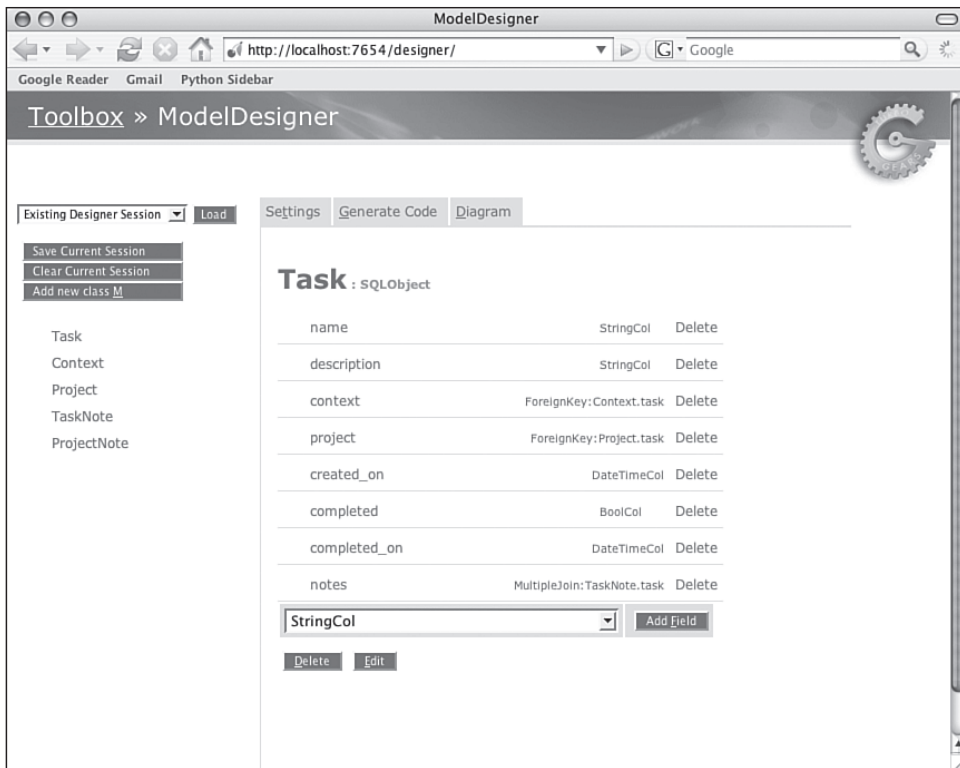 ModelDesigner
http://localhost:7654/designer/
G Google
Google Reader Gmail Python Sidebar
Toolbox » ModelDesigner
GEARS
Existing Designer Session Load
Settings Generate Code Diagram
Save Current Session
Clear Current Session
Add new class M
Task
Context
Project
TaskNote
ProjectNote
Task : SQLObject
name StringCol Delete
description StringCol Delete
context ForeignKey:Context.task Delete
project ForeignKey:Project.task Delete
created_on DateTimeCol Delete
completed BoolCol Delete
completed_on DateTimeCol Delete
notes MultipleJoin:TaskNote.task Delete
StringCol Add Field
Delete Edit